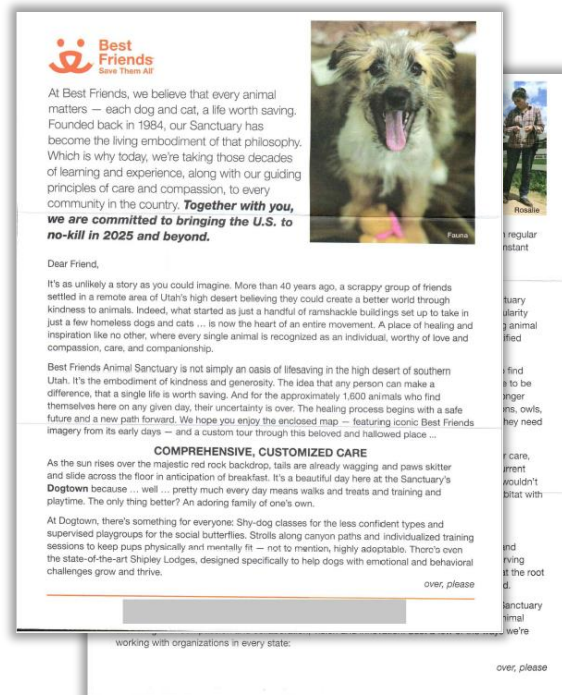 Best
Friends
Save Them All
At Best Friends, we believe that every animal
matters — each dog and cat, a life worth saving.
Founded back in 1984, our Sanctuary has
become the living embodiment of that philosophy.
Which is why today, we're taking those decades
of learning and experience, along with our guiding
principles of care and compassion, to every
community in the country. Together with you,
we are committed to bringing the U.S. to
no-kill in 2025 and beyond.
Fauna
Dear Friend,
It's as unlikely a story as you could imagine. More than 40 years ago, a scrappy group of friends
settled in a remote area of Utah's high desert believing they could create a better world through
kindness to animals. Indeed, what started as just a handful of ramshackle buildings set up to take in
just a few homeless dogs and cats ... is now the heart of an entire movement. A place of healing and
inspiration like no other, where every single animal is recognized as an individual, worthy of love and
compassion, care, and companionship.
Best Friends Animal Sanctuary is not simply an oasis of lifesaving in the high desert of southern
Utah. It's the embodiment of kindness and generosity. The idea that any person can make a
difference, that a single life is worth saving. And for the approximately 1,600 animals who find
themselves here on any given day, their uncertainty is over. The healing process begins with a safe
future and a new path forward. We hope you enjoy the enclosed map — featuring iconic Best Friends
imagery from its early days — and a custom tour through this beloved and hallowed place ...
COMPREHENSIVE, CUSTOMIZED CARE
As the sun rises over the majestic red rock backdrop, tails are already wagging and paws skitter
and slide across the floor in anticipation of breakfast. It's a beautiful day here at the Sanctuary's
Dogtown because ... well ... pretty much every day means walks and treats and training and
playtime. The only thing better? An adoring family of one's own.
At Dogtown, there's something for everyone: Shy-dog classes for the less confident types and
supervised playgroups for the social butterflies. Strolls along canyon paths and individualized training
sessions to keep pups physically and mentally fit — not to mention, highly adoptable. There's even
the state-of-the-art Shipley Lodges, designed specifically to help dogs with emotional and behavioral
challenges grow and thrive.
over, please
Rosalie
regular
nstant
tuary
ularity
animal
ified
find
e to be
nger
ns, owls,
hey need
r care,
urrent
wouldn't
bitat with
and
rving
at the root
d.
Sanctuary
nimal
we're
working with organizations in every state:
over, please